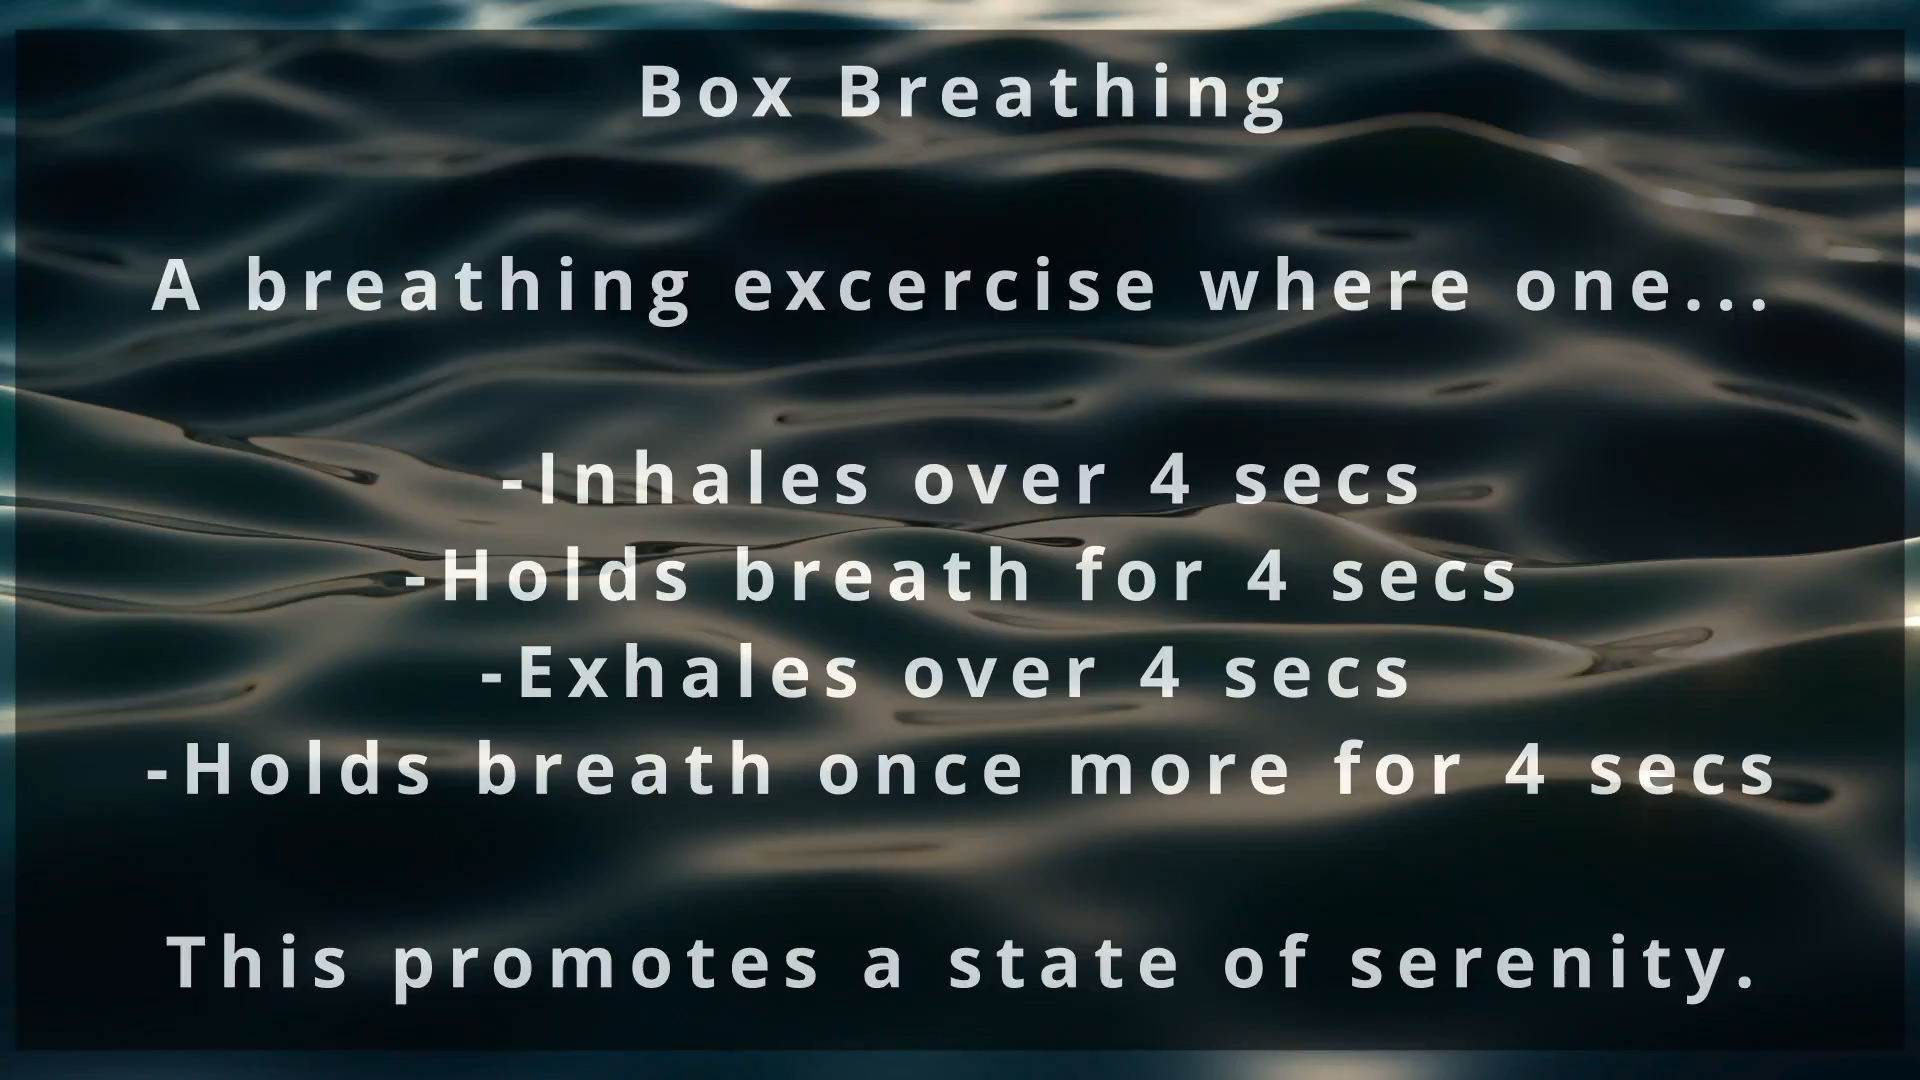 Box Breathing
A breathing excercise where one...
-Inhales over 4 secs
-Holds breath for 4 secs
-Exhales over 4 secs
-Holds breath once more for 4 secs
This promotes a state of serenity.